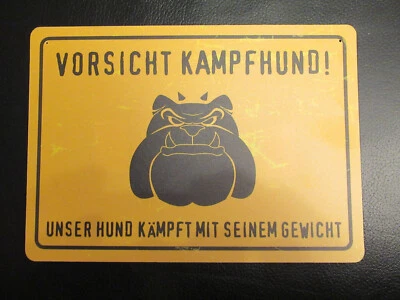 VORSICHT KAMPFHUND!
UNSER HUND KÄMPFT MIT SEINEM GEWICHT